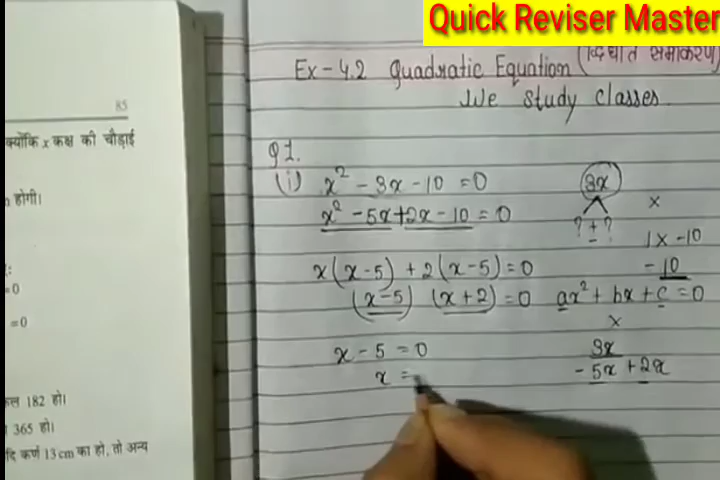 Quick Reviser Master
85
क्योंकि x कक्ष की चौड़ाई
होगी।
=0
=0
182 हो।
365 हो।
दि कर्ण 13 cm का हो, तो अन्य
Ex-4.2 Quadratic Equation (द्विघात समीकरण)
We study classes
Q1.
(i) x² - 3x - 10 = 0
x² - 5x + 2x - 10 = 0
x(x-5) + 2(x-5) = 0
(x-5) (x+2) = 0
x - 5 = 0
x =
3x
? + ?
-
x
1 x -10
-10
ax² + bx + c = 0
x
3x
-5x + 2x